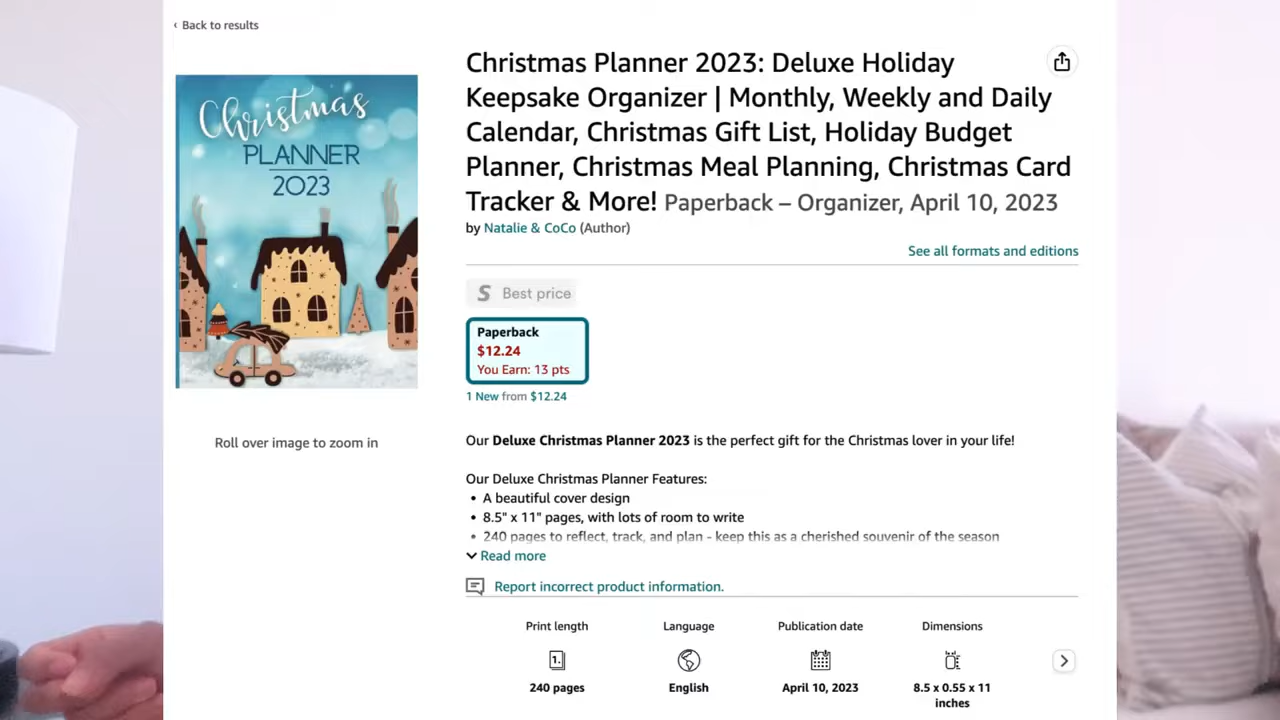 ‹ Back to results
Christmas
PLANNER
2023
Roll over image to zoom in
Christmas Planner 2023: Deluxe Holiday
Keepsake Organizer | Monthly, Weekly and Daily
Calendar, Christmas Gift List, Holiday Budget
Planner, Christmas Meal Planning, Christmas Card
Tracker & More! Paperback – Organizer, April 10, 2023
by Natalie & CoCo (Author)
See all formats and editions
S Best price
Paperback
$12.24
You Earn: 13 pts
1 New from $12.24
Our Deluxe Christmas Planner 2023 is the perfect gift for the Christmas lover in your life!
Our Deluxe Christmas Planner Features:
• A beautiful cover design
• 8.5" x 11" pages, with lots of room to write
• 240 pages to reflect, track, and plan - keep this as a cherished souvenir of the season
Read more
Report incorrect product information.
Print length
Language
Publication date
Dimensions
1.
240 pages
English
April 10, 2023
8.5 x 0.55 x 11
inches